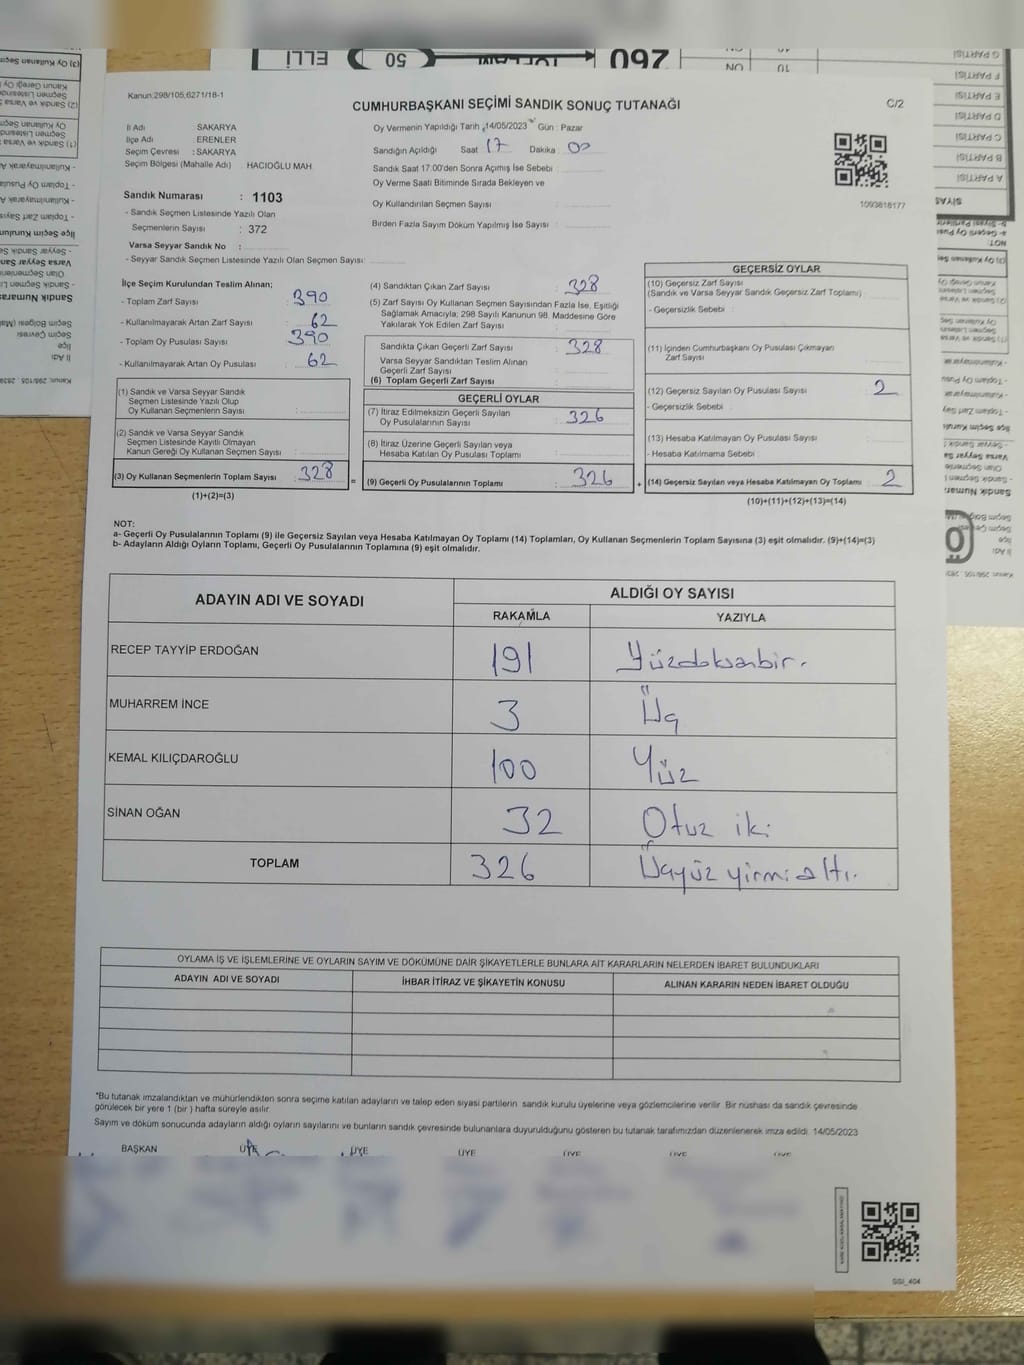 ELLİ
50
TOPLAM
260
Kanun:298/105,6271/18-1
CUMHURBAŞKANI SEÇİMİ SANDIK SONUÇ TUTANAĞI
C/2
İl Adı SAKARYA
İlçe Adı : ERENLER
Seçim Çevresi : SAKARYA
Seçim Bölgesi (Mahalle Adı) HACIOĞLU MAH
Sandık Numarası : 1103
- Sandık Seçmen Listesinde Yazılı Olan
Seçmenlerin Sayısı : 372
Varsa Seyyar Sandık No :
- Seyyar Sandık Seçmen Listesinde Yazılı Olan Seçmen Sayısı:
Oy Vermenin Yapıldığı Tarih : 14/05/2023 Gün : Pazar
Sandığın Açıldığı Saat 17 Dakika 00
Sandık Saat 17:00'den Sonra Açılmış İse Sebebi :
Oy Verme Saati Bitiminde Sırada Bekleyen ve
Oy Kullandırılan Seçmen Sayısı :
Birden Fazla Sayım Döküm Yapılmış İse Sayısı :
1093818177
İlçe Seçim Kurulundan Teslim Alınan;
- Toplam Zarf Sayısı : 390
- Kullanılmayarak Artan Zarf Sayısı : 62
- Toplam Oy Pusulası Sayısı : 390
- Kullanılmayarak Artan Oy Pusulası : 62
(1) Sandık ve Varsa Seyyar Sandık
Seçmen Listesinde Yazılı Olup
Oy Kullanan Seçmenlerin Sayısı :
(2) Sandık ve Varsa Seyyar Sandık
Seçmen Listesinde Kayıtlı Olmayan
Kanun Gereği Oy Kullanan Seçmen Sayısı :
(3) Oy Kullanan Seçmenlerin Toplam Sayısı : 328
(1)+(2)=(3)
(4) Sandıktan Çıkan Zarf Sayısı : 328
(5) Zarf Sayısı Oy Kullanan Seçmen Sayısından Fazla İse, Eşitliği
Sağlamak Amacıyla; 298 Sayılı Kanunun 98. Maddesine Göre
Yakılarak Yok Edilen Zarf Sayısı :
Sandıkta Çıkan Geçerli Zarf Sayısı : 328
Varsa Seyyar Sandıktan Teslim Alınan
Geçerli Zarf Sayısı :
(6) Toplam Geçerli Zarf Sayısı :
GEÇERLİ OYLAR
(7) İtiraz Edilmeksizin Geçerli Sayılan
Oy Pusulalarının Sayısı : 326
(8) İtiraz Üzerine Geçerli Sayılan veya
Hesaba Katılan Oy Pusulası Toplamı :
= (9) Geçerli Oy Pusulalarının Toplamı : 326 +
GEÇERSİZ OYLAR
(10) Geçersiz Zarf Sayısı
(Sandık ve Varsa Seyyar Sandık Geçersiz Zarf Toplamı) :
- Geçersizlik Sebebi :
(11) İçinden Cumhurbaşkanı Oy Pusulası Çıkmayan
Zarf Sayısı :
(12) Geçersiz Sayılan Oy Pusulası Sayısı : 2
- Geçersizlik Sebebi :
(13) Hesaba Katılmayan Oy Pusulası Sayısı :
- Hesaba Katılmama Sebebi :
(14) Geçersiz Sayılan veya Hesaba Katılmayan Oy Toplamı : 2
(10)+(11)+(12)+(13)=(14)
NOT:
a- Geçerli Oy Pusulalarının Toplamı (9) ile Geçersiz Sayılan veya Hesaba Katılmayan Oy Toplamı (14) Toplamları, Oy Kullanan Seçmenlerin Toplam Sayısına (3) eşit olmalıdır. (9)+(14)=(3)
b- Adayların Aldığı Oyların Toplamı, Geçerli Oy Pusulalarının Toplamına (9) eşit olmalıdır.
ADAYIN ADI VE SOYADI ALDIĞI OY SAYISI
RAKAMLA YAZIYLA
RECEP TAYYİP ERDOĞAN 191 Yüzdoksanbir.
MUHARREM İNCE 3 Üç
KEMAL KILIÇDAROĞLU 100 Yüz
SİNAN OĞAN 32 Otuz iki
TOPLAM 326 Üçyüz yirmi altı.
OYLAMA İŞ VE İŞLEMLERİNE VE OYLARIN SAYIM VE DÖKÜMÜNE DAİR ŞİKAYETLERLE BUNLARA AİT KARARLARIN NELERDEN İBARET BULUNDUKLARI
ADAYIN ADI VE SOYADI İHBAR İTİRAZ VE ŞİKAYETİN KONUSU ALINAN KARARIN NEDEN İBARET OLDUĞU
*Bu tutanak imzalandıktan ve mühürlendikten sonra seçime katılan adayların ve talep eden siyasi partilerin sandık kurulu üyelerine veya gözlemcilerine verilir. Bir nüshası da sandık çevresinde
görülecek bir yere 1 (bir ) hafta süreyle asılır.
Sayım ve döküm sonucunda adayların aldığı oyların sayılarını ve bunların sandık çevresinde bulunanlara duyurulduğunu gösteren bu tutanak tarafımızdan düzenlenerek imza edildi. 14/05/2023
BAŞKAN ÜYE ÜYE ÜYE ÜYE ÜYE ÜYE
SSİ_404